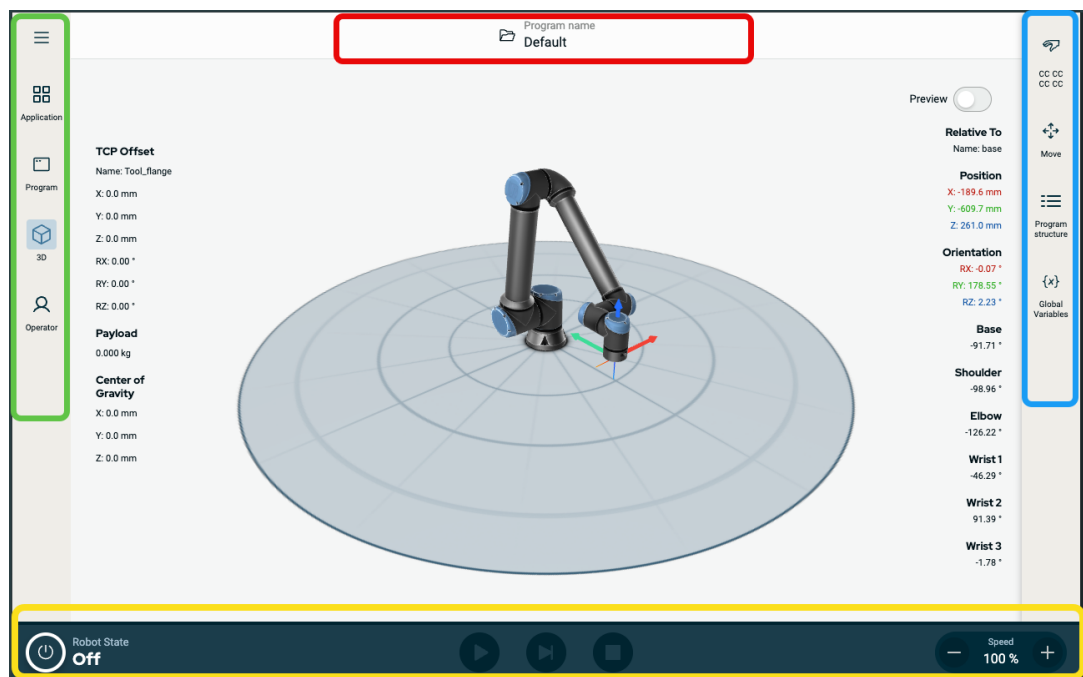 Program name
Default
Application
Program
3D
Operator
TCP Offset
Name: Tool_flange
X: 0.0 mm
Y: 0.0 mm
Z: 0.0 mm
RX: 0.00 °
RY: 0.00 °
RZ: 0.00 °
Payload
0.000 kg
Center of
Gravity
X: 0.0 mm
Y: 0.0 mm
Z: 0.0 mm
Preview
Relative To
Name: base
Position
X: -189.6 mm
Y: -609.7 mm
Z: 261.0 mm
Orientation
RX: -0.07 °
RY: 178.55 °
RZ: 2.23 °
Base
-91.71 °
Shoulder
-98.96 °
Elbow
-126.22 °
Wrist 1
-46.29 °
Wrist 2
91.39 °
Wrist 3
-1.78 °
CC CC
CC CC
Move
Program
structure
{x}
Global
Variables
Robot State
Off
Speed
100 %